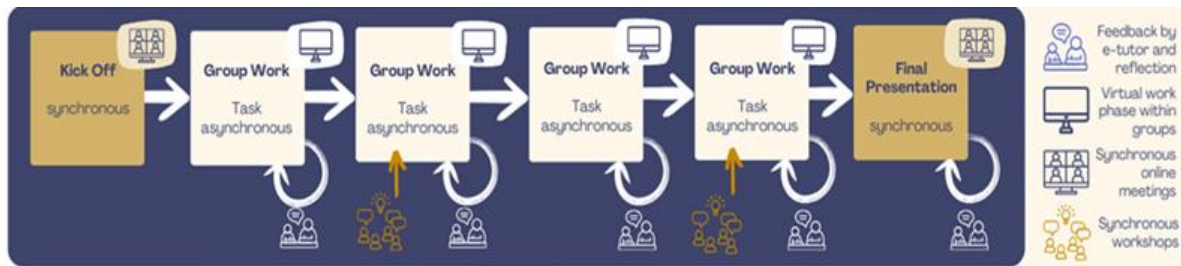 Kick Off
synchronous
Group Work
Task
asynchronous
Group Work
Task
asynchronous
Group Work
Task
asynchronous
Group Work
Task
asynchronous
Final
Presentation
synchronous
Feedback by
e-tutor and
reflection
Virtual work
phase within
groups
Synchronous
online
meetings
Synchronous
workshops